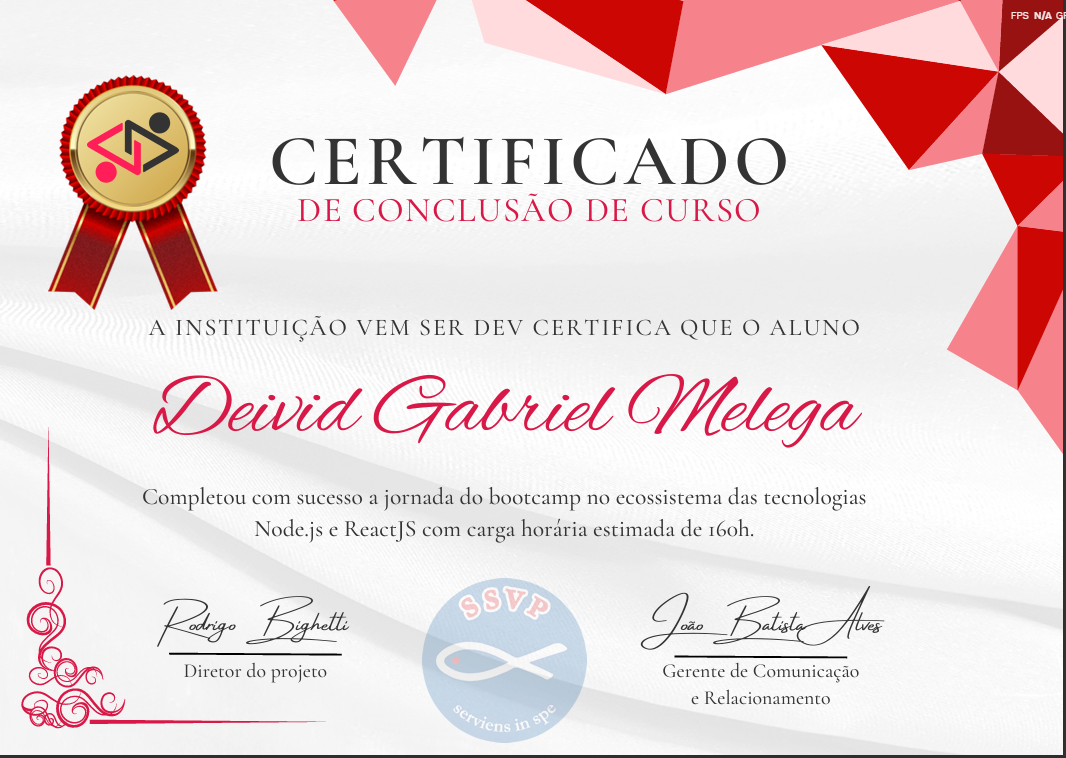 FPS N/A
CERTIFICADO
DE CONCLUSÃO DE CURSO
A INSTITUIÇÃO VEM SER DEV CERTIFICA QUE O ALUNO
Deivid Gabriel Melega
Completou com sucesso a jornada do bootcamp no ecossistema das tecnologias
Node.js e ReactJS com carga horária estimada de 160h.
Rodrigo Bighetti
Diretor do projeto
SSVP
serviens in spe
João Batista Alves
Gerente de Comunicação
e Relacionamento